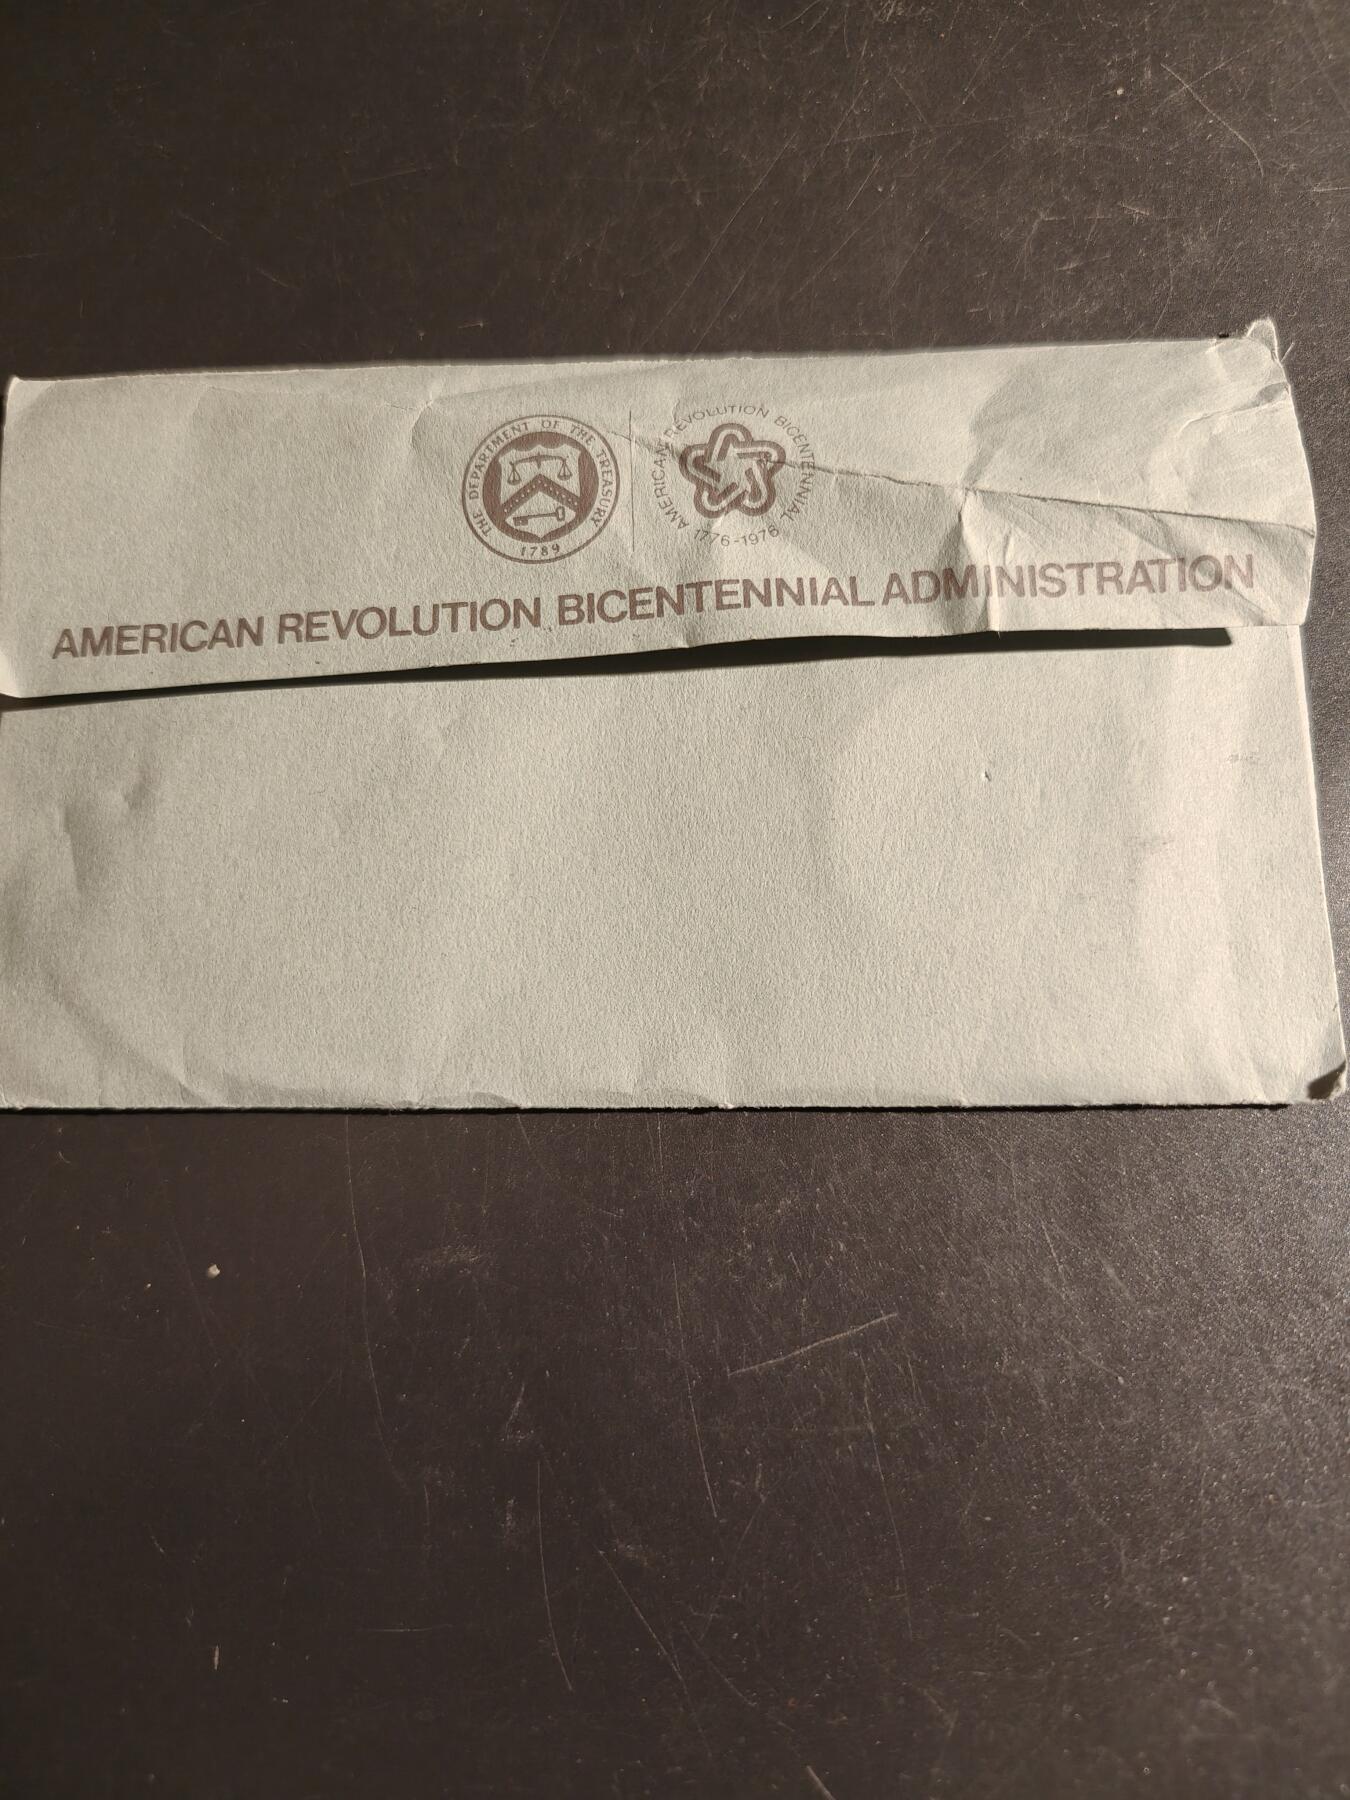 THE DEPARTMENT OF THE TREASURY
1789
AMERICAN REVOLUTION BICENTENNIAL
1776-1976
AMERICAN REVOLUTION BICENTENNIAL ADMINISTRATION